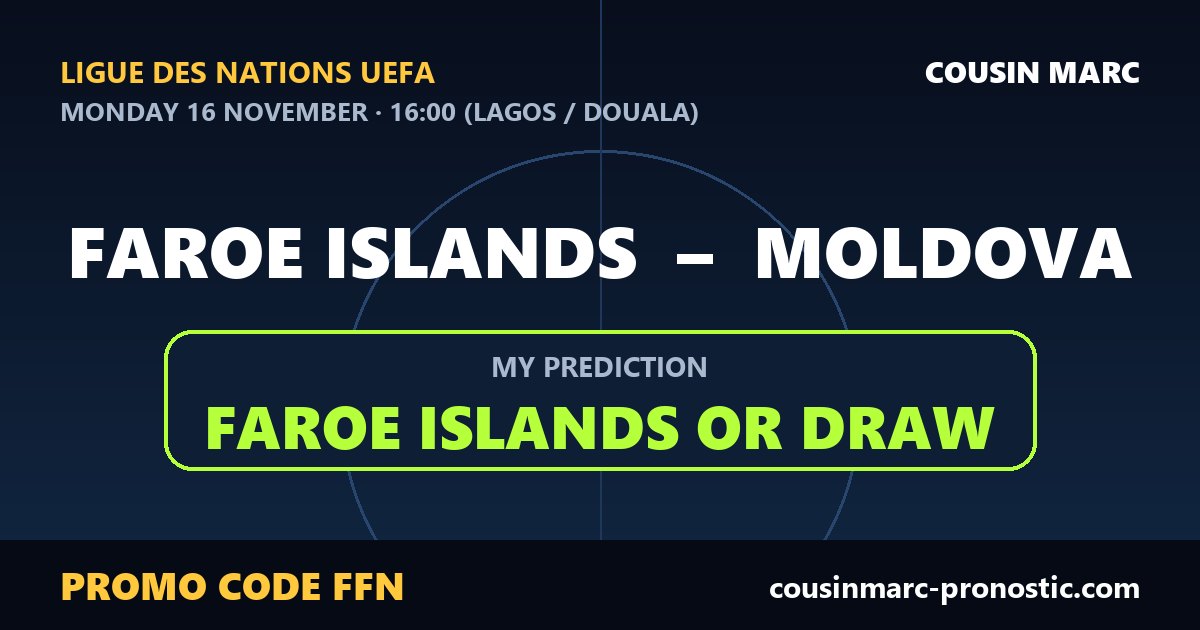 LIGUE DES NATIONS UEFA
COUSIN MARC
MONDAY 16 NOVEMBER · 16:00 (LAGOS / DOUALA)
FAROE ISLANDS – MOLDOVA
MY PREDICTION
FAROE ISLANDS OR DRAW
PROMO CODE FFN
cousinmarc-pronostic.com